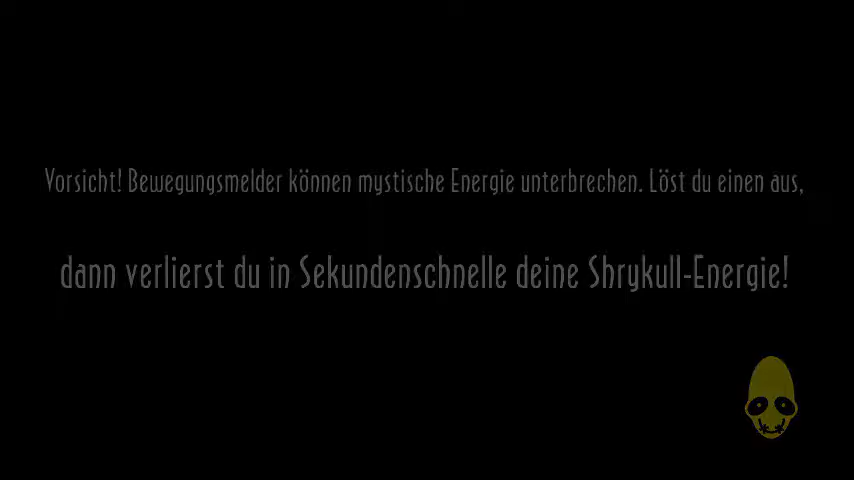 Vorsicht! Bewegungsmelder können mystische Energie unterbrechen. Löst du einen aus,
dann verlierst du in Sekundenschnelle deine Shrykull-Energie!